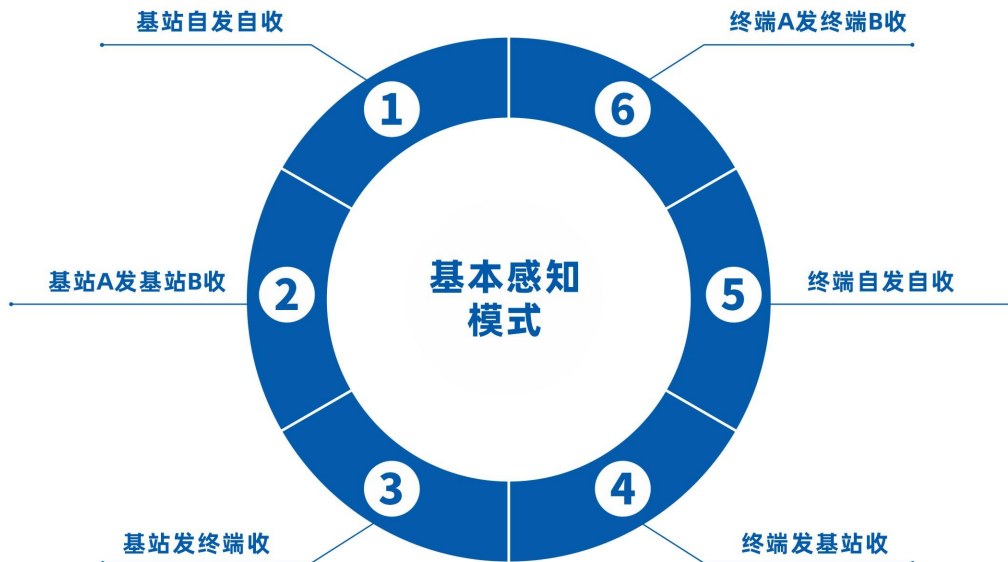 基站自发自收
终端A发终端B收
1
6
基站A发基站B收
2
基本感知
模式
5
终端自发自收
3
4
基站发终端收
终端发基站收